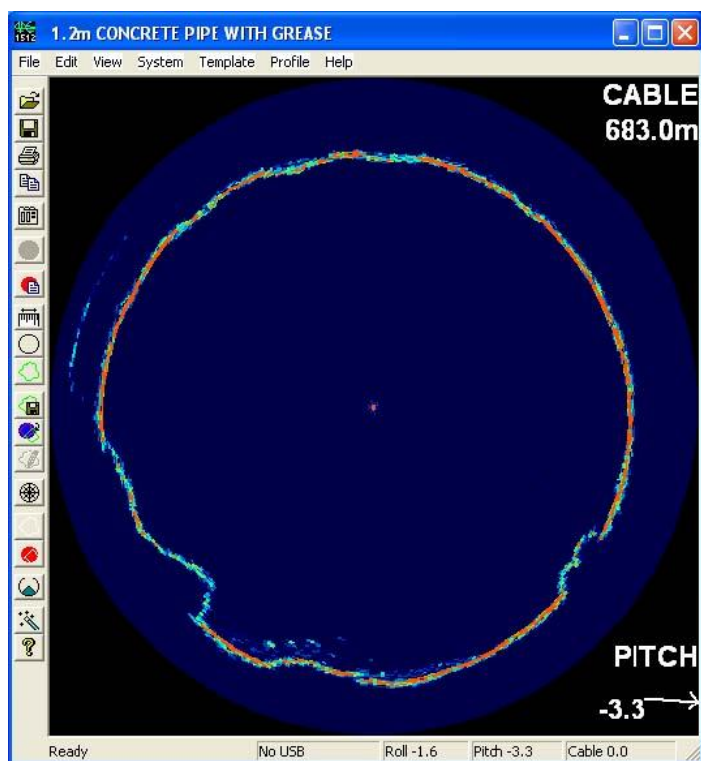 1512
1.2m CONCRETE PIPE WITH GREASE
File Edit View System Template Profile Help
CABLE
683.0m
PITCH
-3.3
Ready No USB Roll -1.6 Pitch -3.3 Cable 0.0